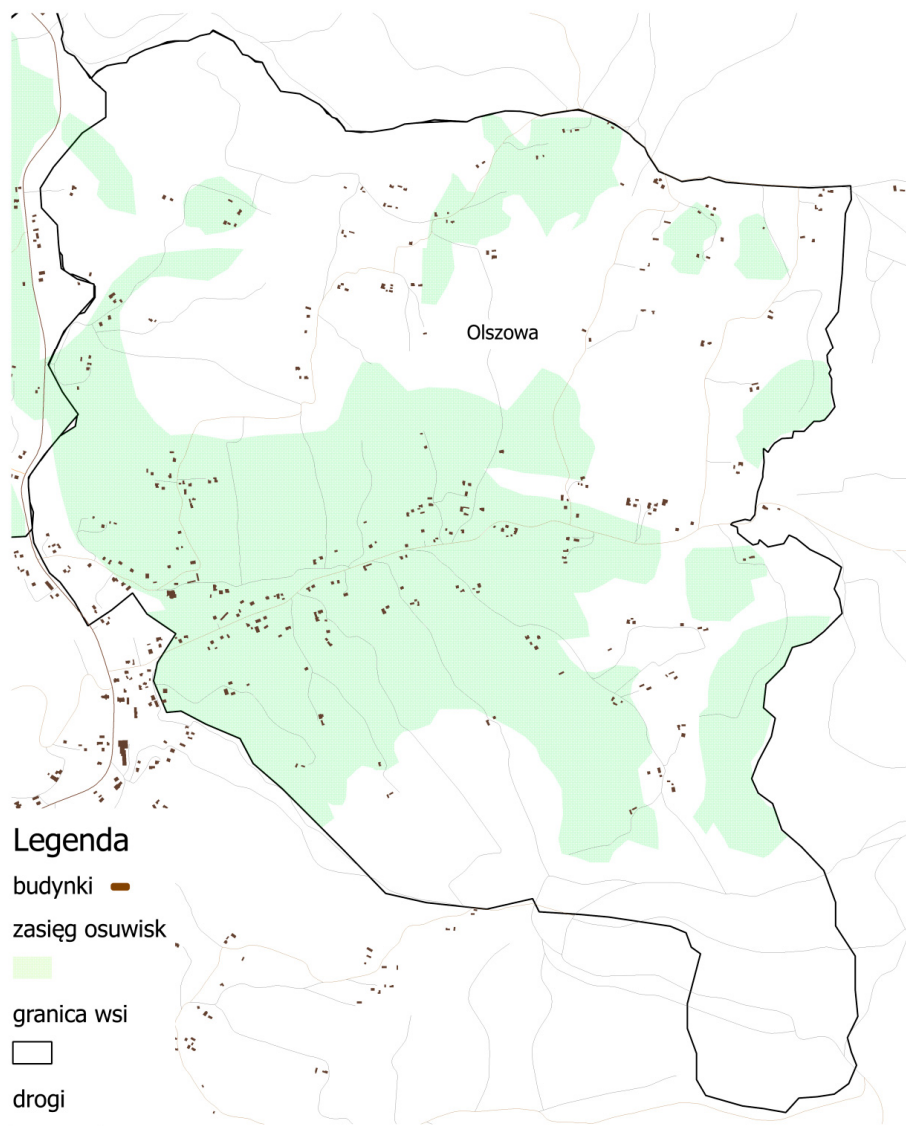 Olszowa
Legenda
budynki
zasięg osuwisk
granica wsi
drogi